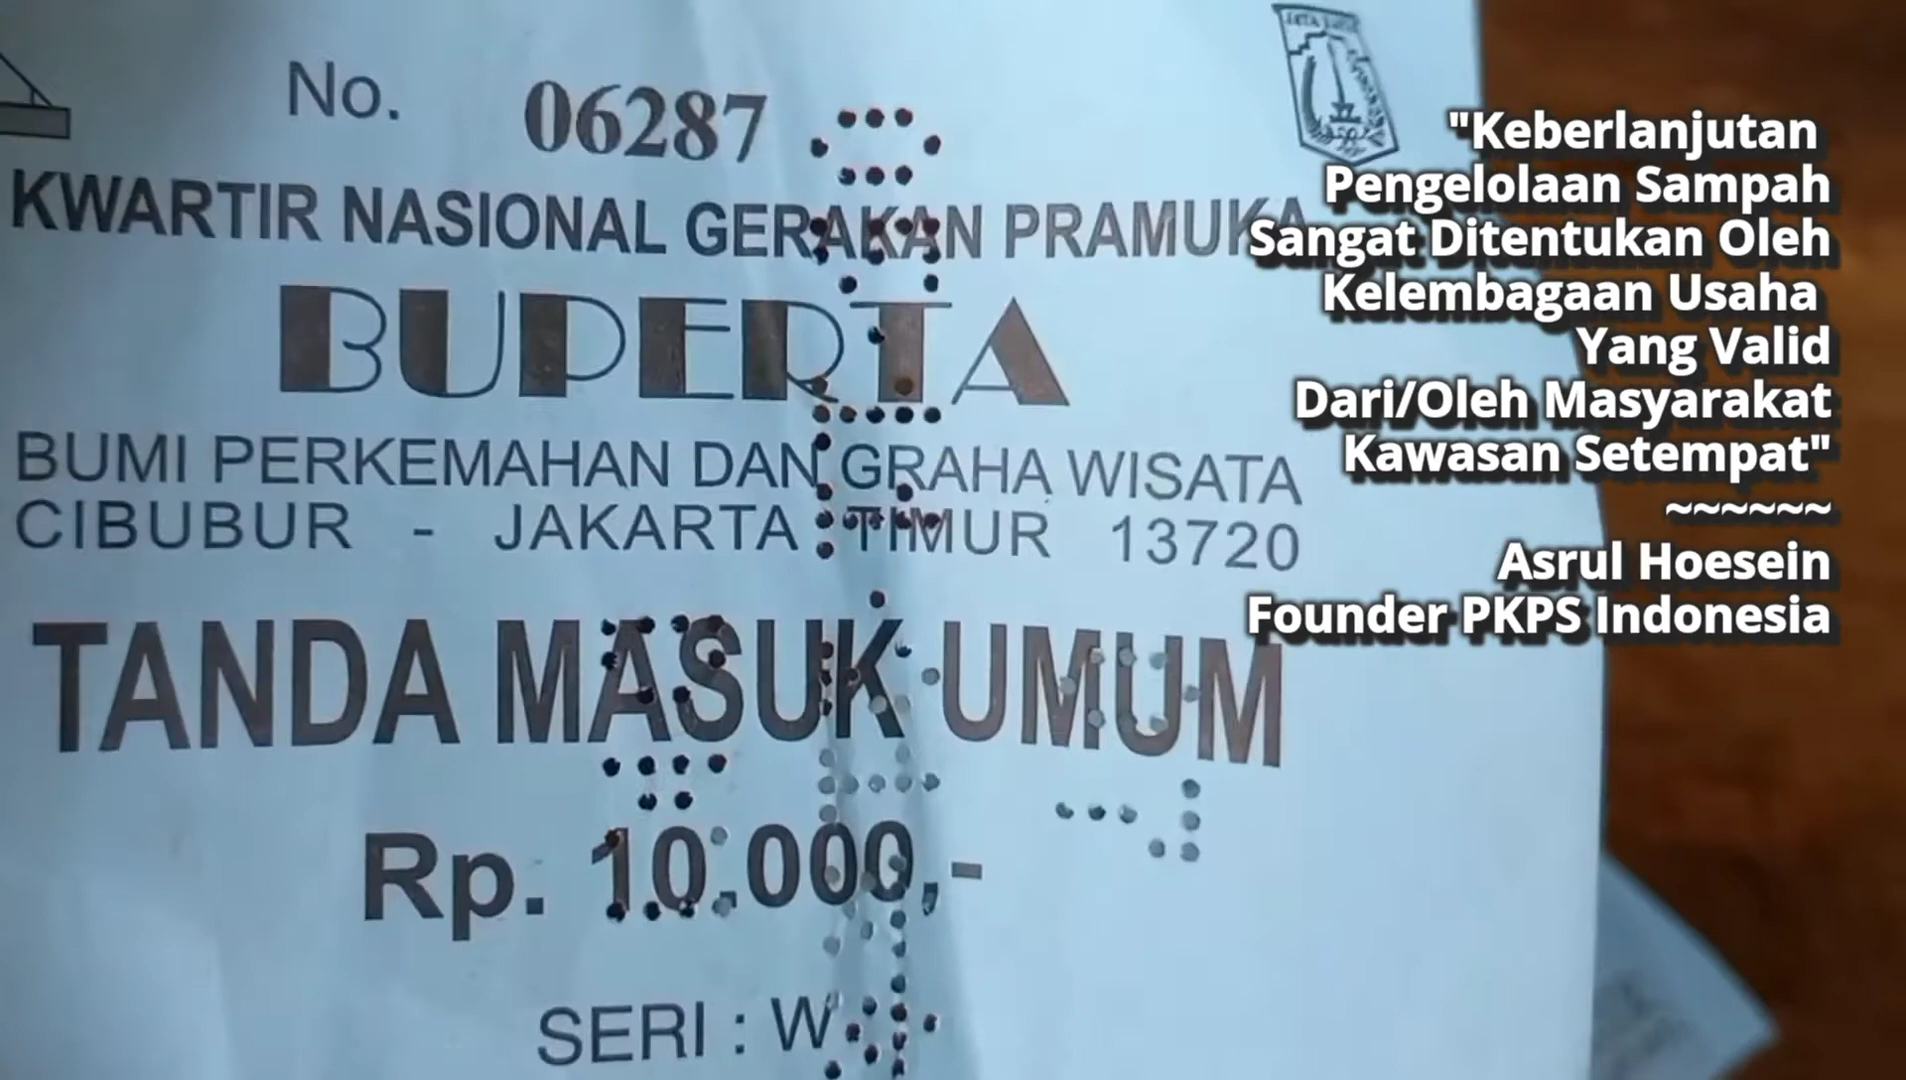 No. 06287
KWARTIR NASIONAL GERAKAN PRAMUKA
BUPERTA
BUMI PERKEMAHAN DAN GRAHA WISATA
CIBUBUR - JAKARTA TIMUR 13720
TANDA MASUK UMUM
Rp. 10.000,-
SERI : W
"Keberlanjutan
Pengelolaan Sampah
Sangat Ditentukan Oleh
Kelembagaan Usaha
Yang Valid
Dari/Oleh Masyarakat
Kawasan Setempat"
~~~~~~
Asrul Hoesein
Founder PKPS Indonesia